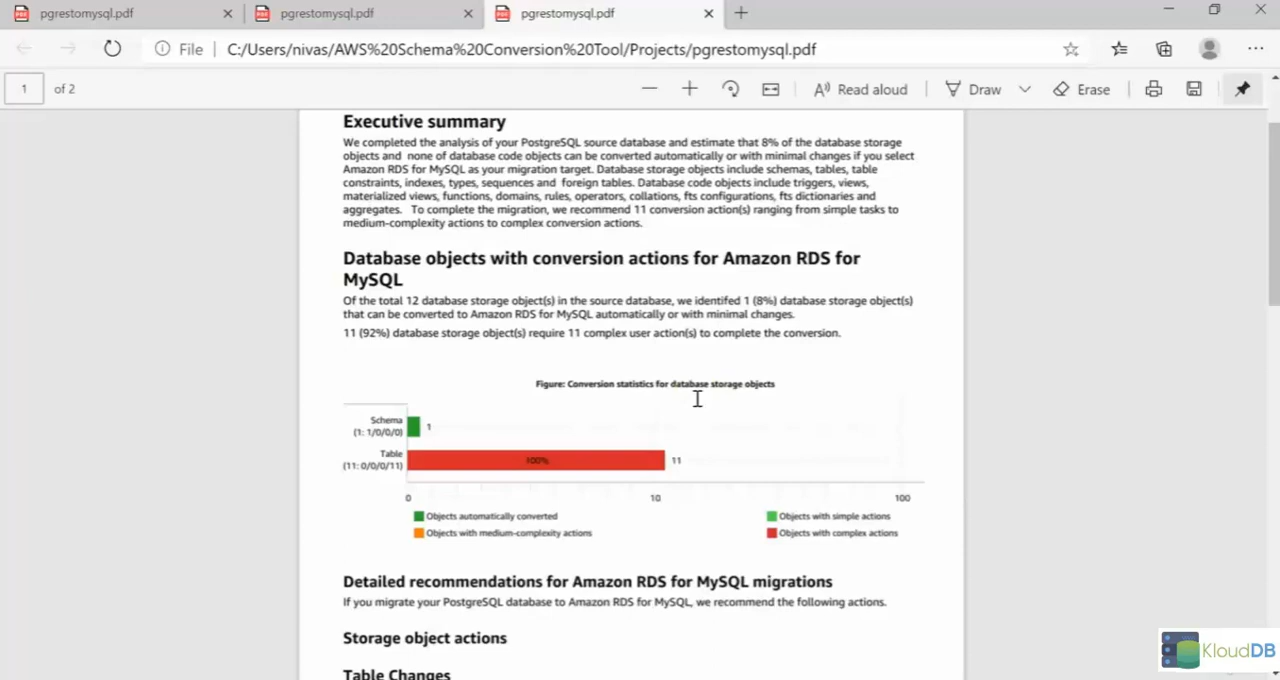 pgrestomysql.pdf
pgrestomysql.pdf
pgrestomysql.pdf
File
C:/Users/nivas/AWS%20Schema%20Conversion%20Tool/Projects/pgrestomysql.pdf
1 of 2
Read aloud
Draw
Erase
Executive summary
We completed the analysis of your PostgreSQL source database and estimate that 8% of the database storage
objects and none of database code objects can be converted automatically or with minimal changes if you select
Amazon RDS for MySQL as your migration target. Database storage objects include schemas, tables, table
constraints, indexes, types, sequences and foreign tables. Database code objects include triggers, views,
materialized views, functions, domains, rules, operators, collations, fts configurations, fts dictionaries and
aggregates. To complete the migration, we recommend 11 conversion action(s) ranging from simple tasks to
medium-complexity actions to complex conversion actions.
Database objects with conversion actions for Amazon RDS for
MySQL
Of the total 12 database storage object(s) in the source database, we identifed 1 (8%) database storage object(s)
that can be converted to Amazon RDS for MySQL automatically or with minimal changes.
11 (92%) database storage object(s) require 11 complex user action(s) to complete the conversion.
Figure: Conversion statistics for database storage objects
Schema
(1: 1/0/0/0)
1
Table
(11: 0/0/0/11)
100%
11
0 10 100
Objects automatically converted
Objects with simple actions
Objects with medium-complexity actions
Objects with complex actions
Detailed recommendations for Amazon RDS for MySQL migrations
If you migrate your PostgreSQL database to Amazon RDS for MySQL, we recommend the following actions.
Storage object actions
Table Changes
KloudDB